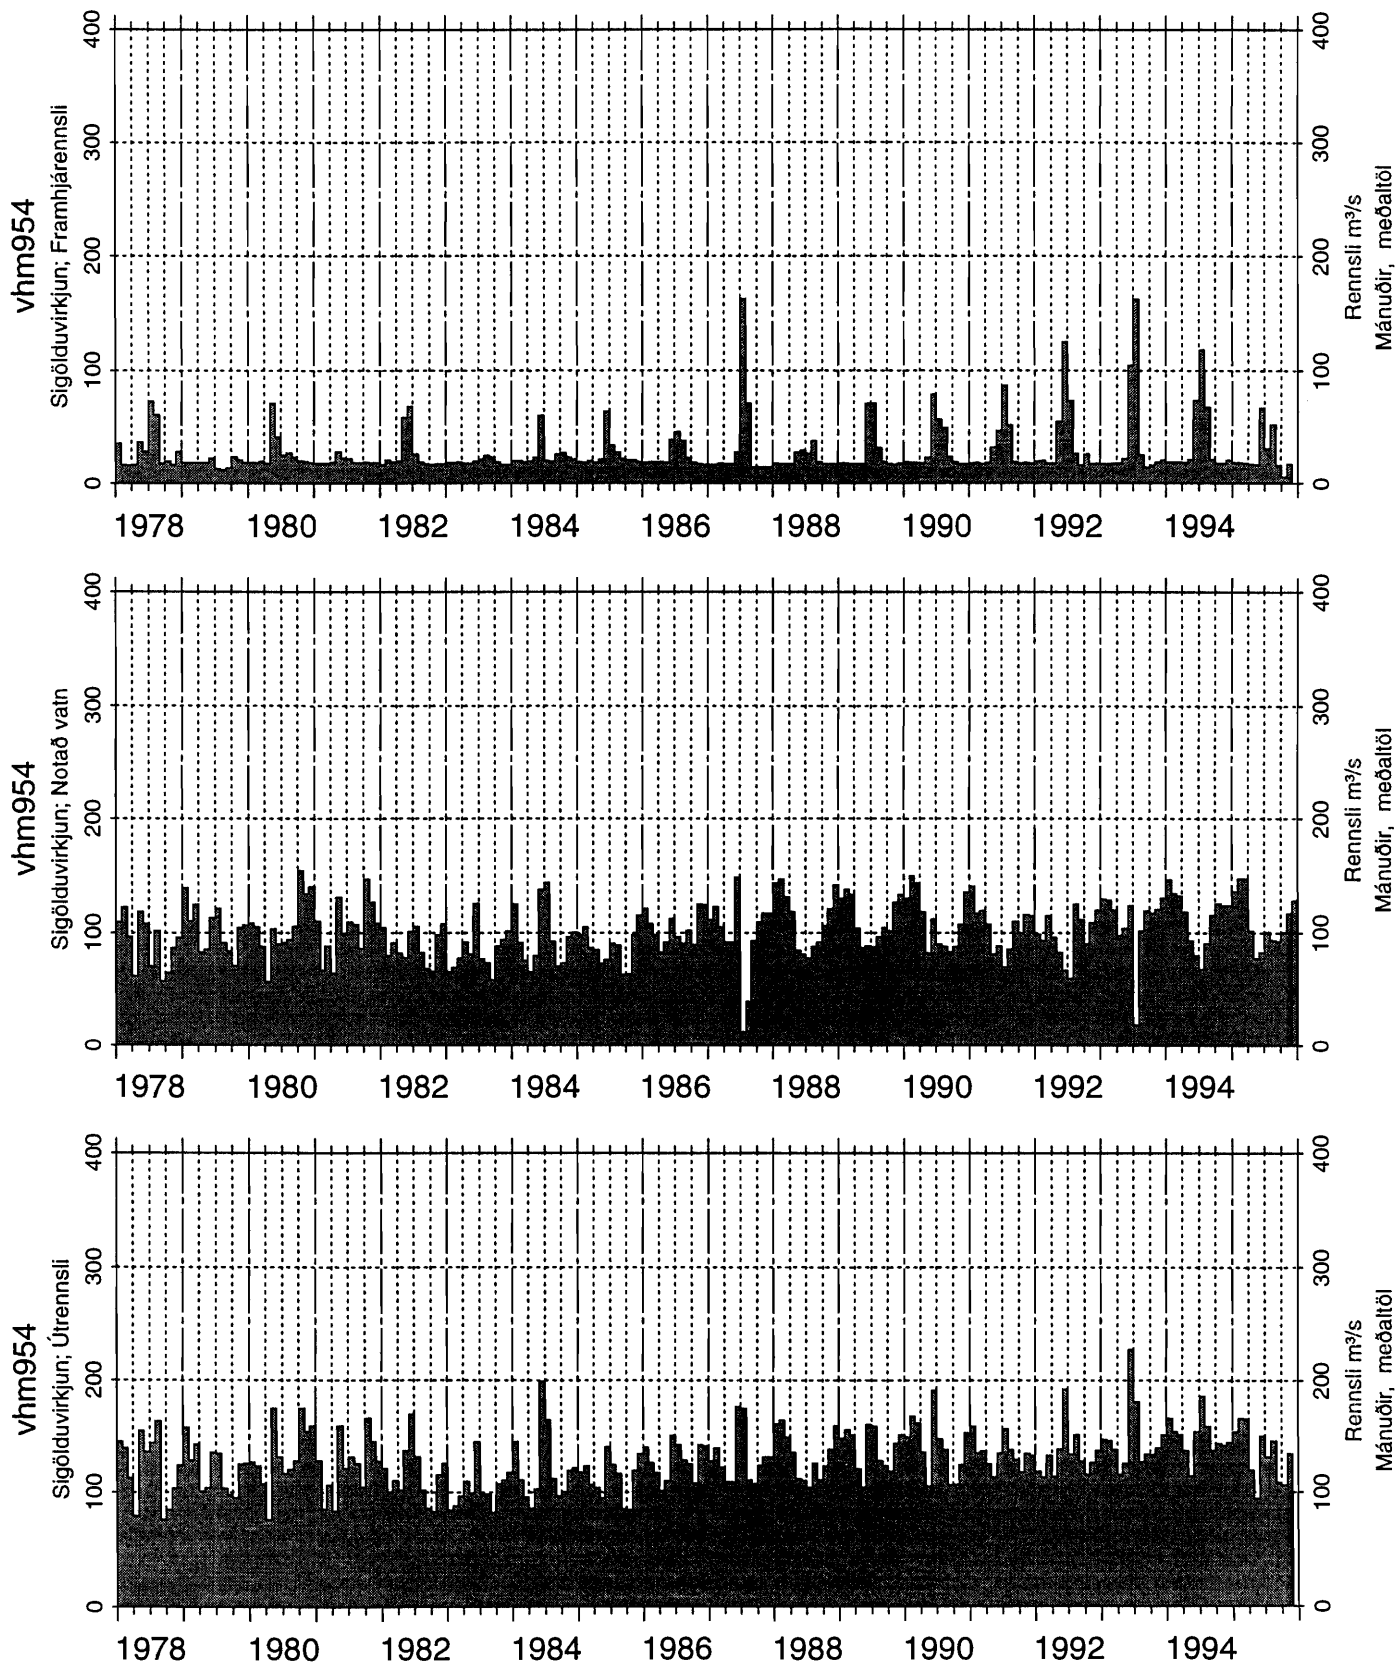 vhm954
Sigölduvirkjun; Framhjárennsli
0 100 200 300 400
0 100 200 300 400
Rennsli m³/s
Mánuðir, meðaltöl
1978 1980 1982 1984 1986 1988 1990 1992 1994
vhm954
Sigölduvirkjun; Notað vatn
0 100 200 300 400
0 100 200 300 400
Rennsli m³/s
Mánuðir, meðaltöl
1978 1980 1982 1984 1986 1988 1990 1992 1994
vhm954
Sigölduvirkjun; Útrennsli
0 100 200 300 400
0 100 200 300 400
Rennsli m³/s
Mánuðir, meðaltöl
1978 1980 1982 1984 1986 1988 1990 1992 1994